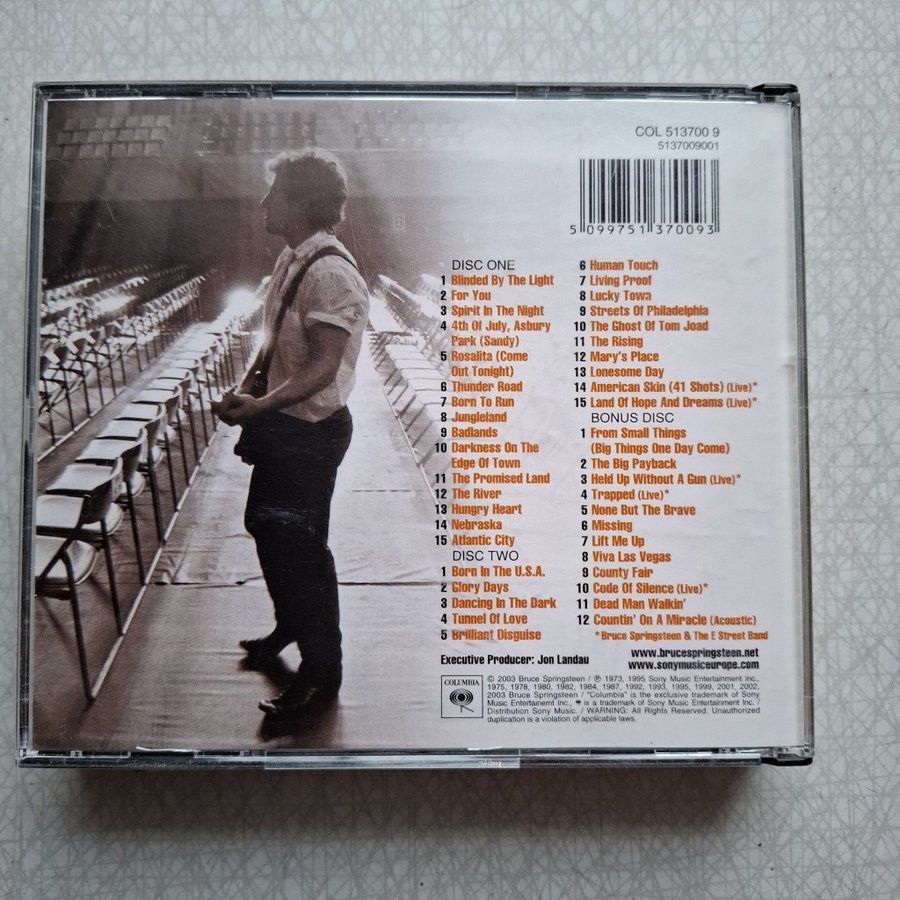 COL 513700 9
5137009001
5 099751 370093
DISC ONE
1 Blinded By The Light
2 For You
3 Spirit In The Night
4 4th Of July, Asbury
Park (Sandy)
5 Rosalita (Come
Out Tonight)
6 Thunder Road
7 Born To Run
8 Jungleland
9 Badlands
10 Darkness On The
Edge Of Town
11 The Promised Land
12 The River
13 Hungry Heart
14 Nebraska
15 Atlantic City
DISC TWO
1 Born In The U.S.A.
2 Glory Days
3 Dancing In The Dark
4 Tunnel Of Love
5 Brilliant Disguise
6 Human Touch
7 Living Proof
8 Lucky Town
9 Streets Of Philadelphia
10 The Ghost Of Tom Joad
11 The Rising
12 Mary's Place
13 Lonesome Day
14 American Skin (41 Shots) (Live)*
15 Land Of Hope And Dreams (Live)*
BONUS DISC
1 From Small Things
(Big Things One Day Come)
2 The Big Payback
3 Held Up Without A Gun (Live)*
4 Trapped (Live)*
5 None But The Brave
6 Missing
7 Lift Me Up
8 Viva Las Vegas
9 County Fair
10 Code Of Silence (Live)*
11 Dead Man Walkin'
12 Countin' On A Miracle (Acoustic)
*Bruce Springsteen & The E Street Band
Executive Producer: Jon Landau
www.brucespringsteen.net
www.sonymusiceurope.com
COLUMBIA
© 2003 Bruce Springsteen / ℗ 1973, 1995 Sony Music Entertainment Inc.,
1975, 1978, 1980, 1982, 1984, 1987, 1992, 1993, 1995, 1999, 2001, 2002,
2003 Bruce Springsteen / "Columbia" is the exclusive trademark of Sony
Music Entertainment Inc., is a trademark of Sony Music Entertainment Inc. /
Distribution Sony Music. / WARNING: All Rights Reserved. Unauthorized
duplication is a violation of applicable laws.